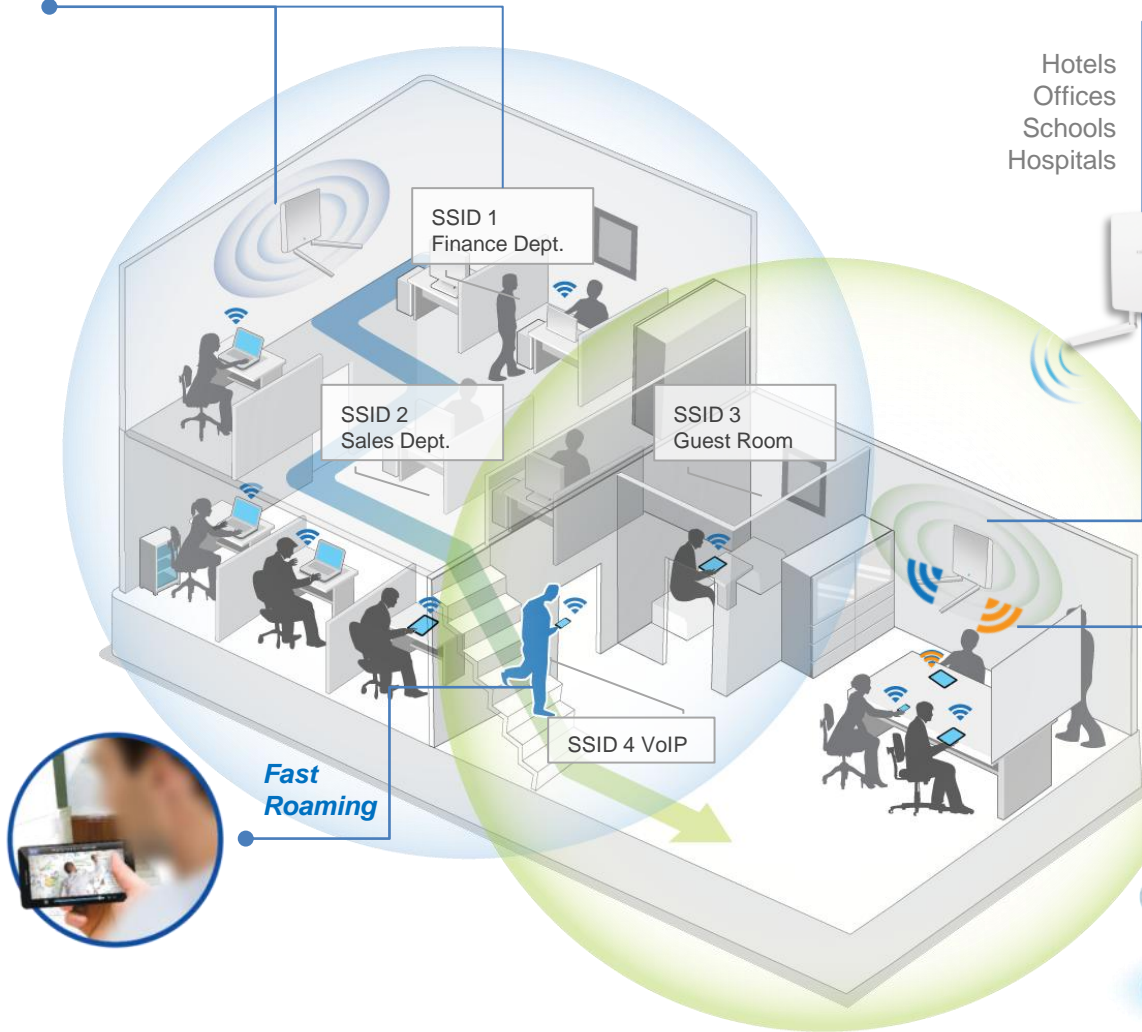 Hotels
Offices
Schools
Hospitals
SSID 1
Finance Dept.
SSID 2
Sales Dept.
SSID 3
Guest Room
SSID 4 VoIP
Fast
Roaming